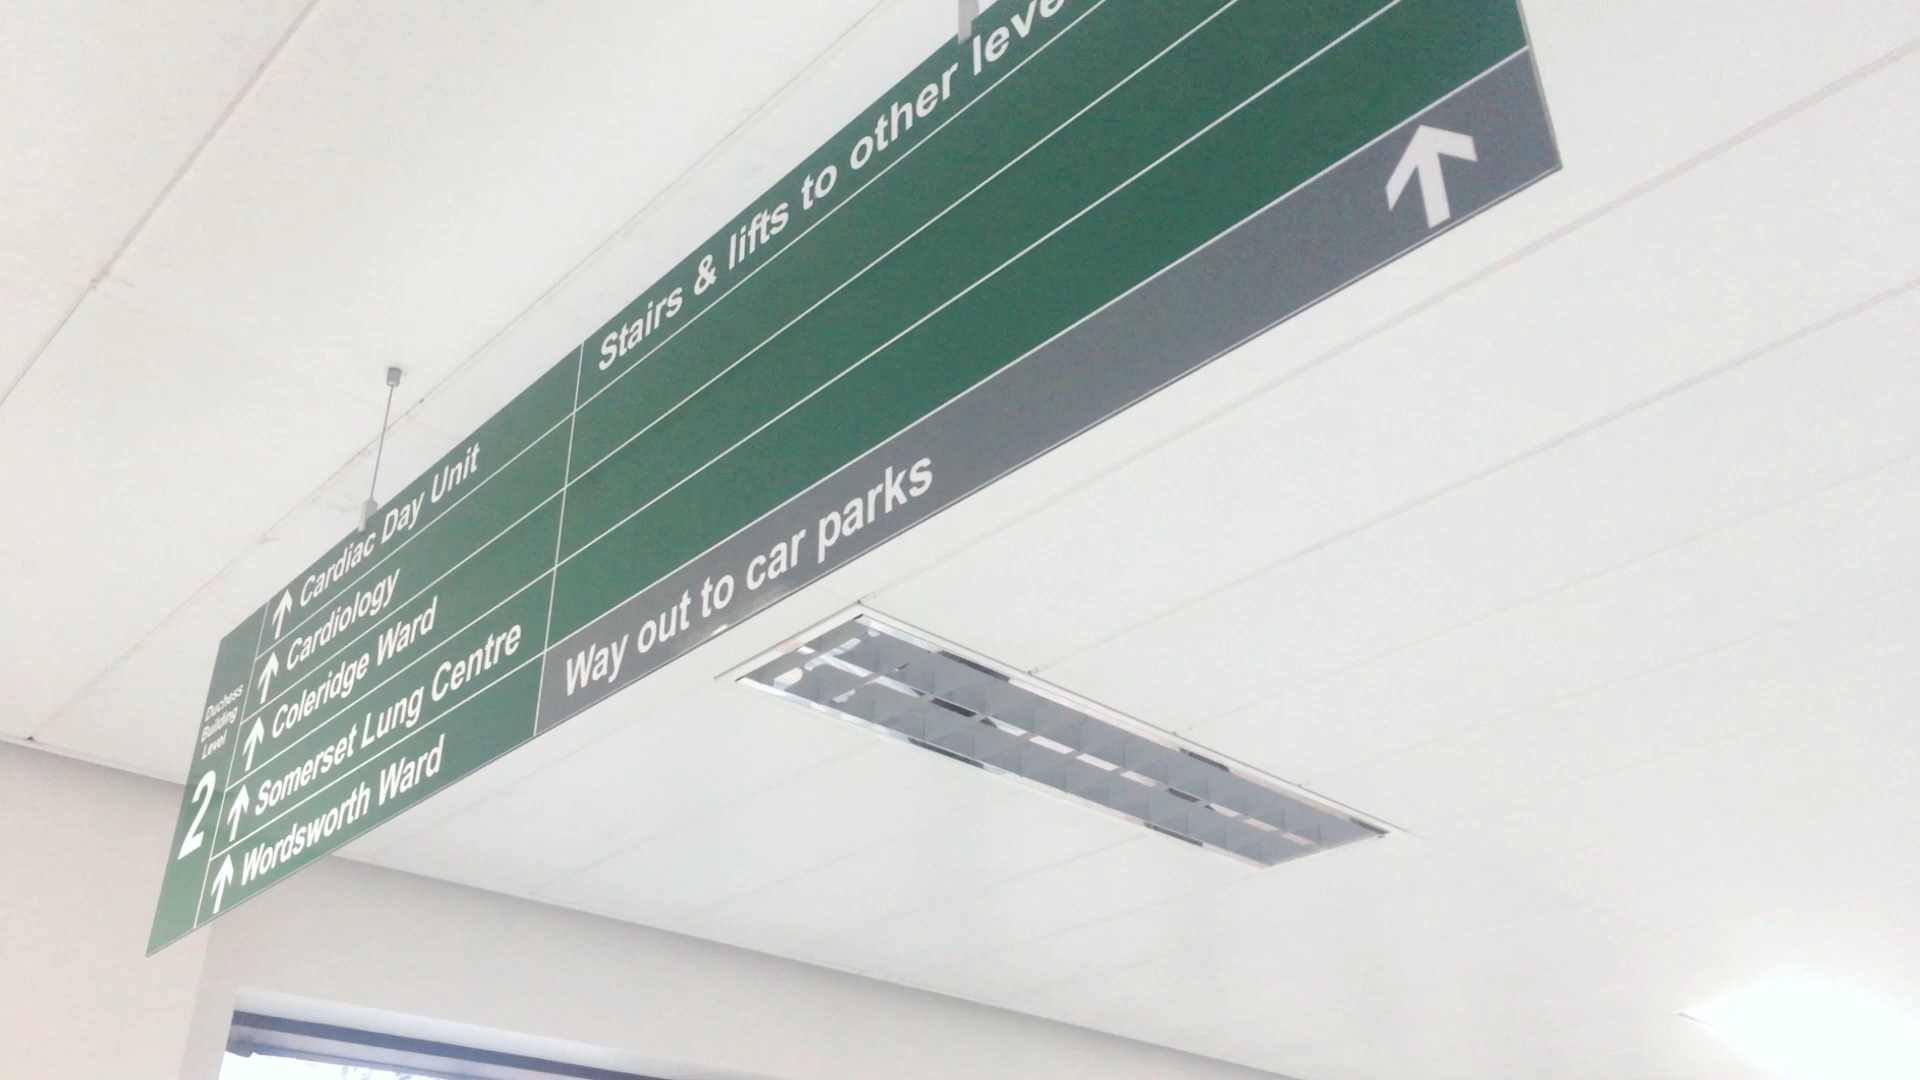 Duchess
Building
Level
2
Cardiac Day Unit
Cardiology
Coleridge Ward
Somerset Lung Centre
Wordsworth Ward
Stairs & lifts to other
Way out to car parks